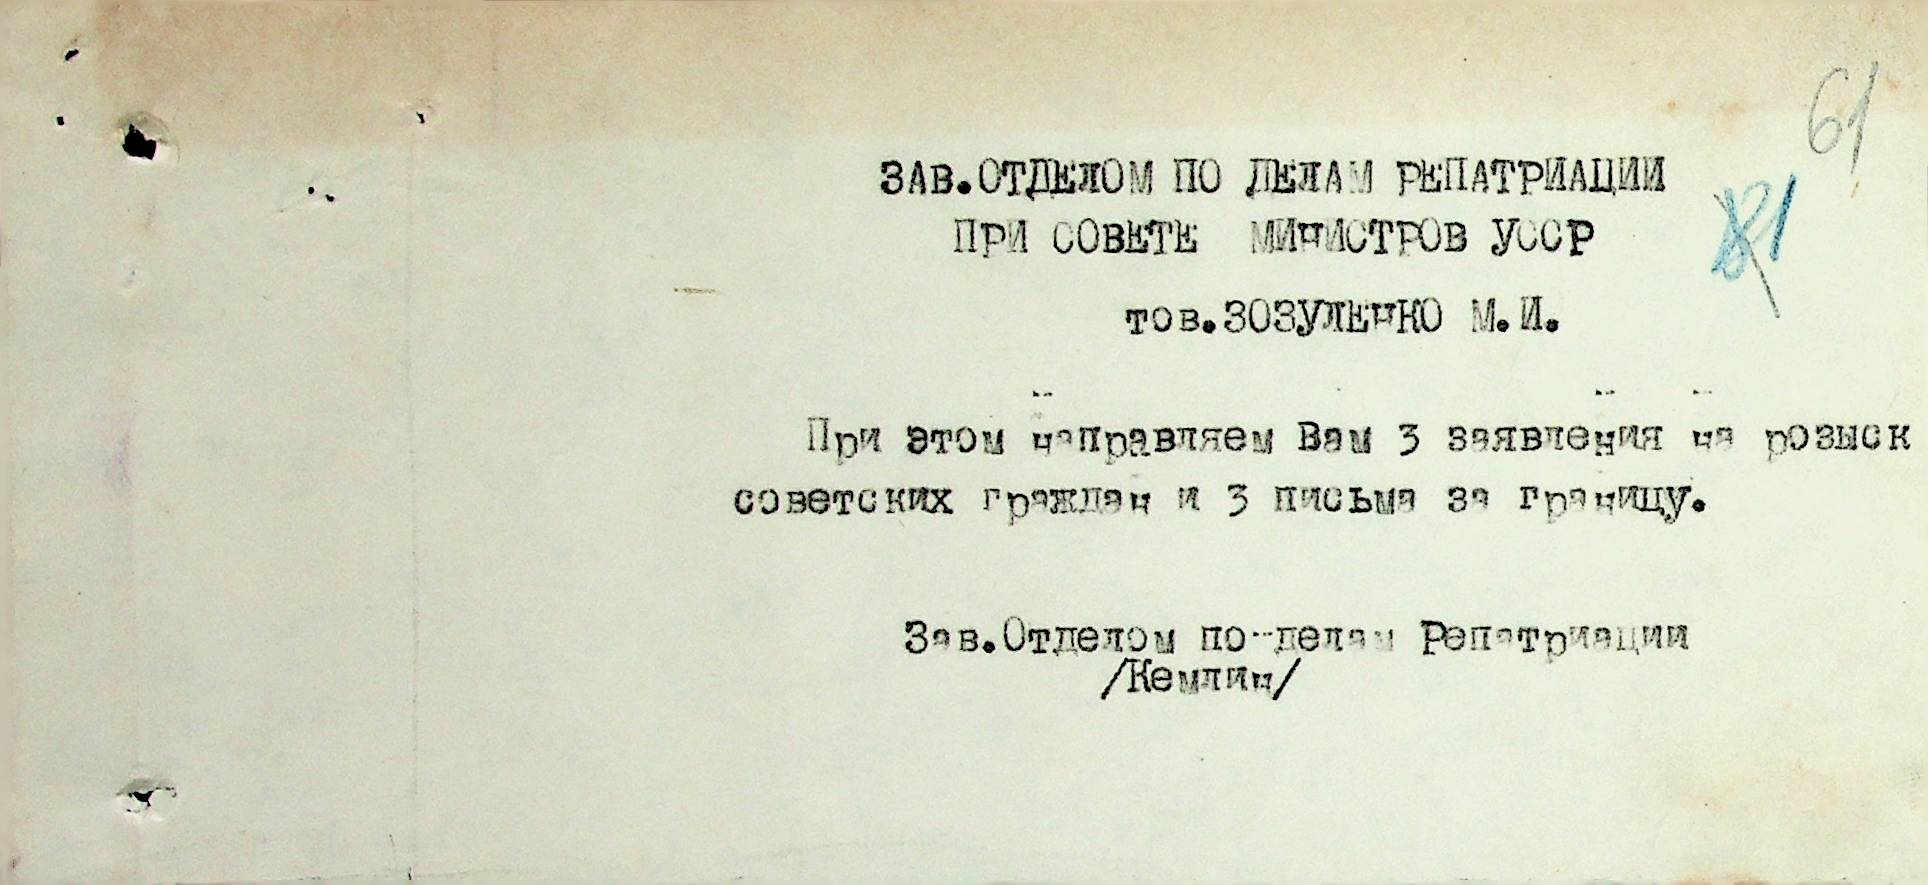 61
81
ЗАВ.ОТДЕЛОМ ПО ДЕЛАМ РЕПАТРИАЦИИ
ПРИ СОВЕТЕ МИНИСТРОВ УССР
тов.ЗОЗУЛЕНКО М.И.
При этом направляем Вам 3 заявления на розыск
советских граждан и 3 письма за границу.
Зав.Отделом по-делам Репатриации
/Кемлин/